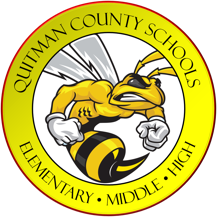 QUITMAN COUNTY SCHOOLS
ELEMENTARY • MIDDLE • HIGH